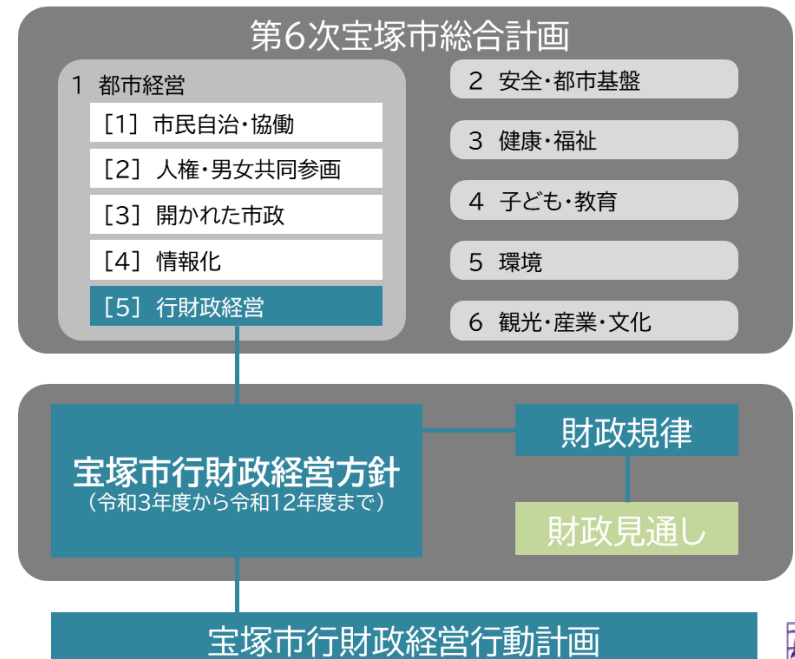 第6次宝塚市総合計画
1 都市経営
[1] 市民自治・協働
[2] 人権・男女共同参画
[3] 開かれた市政
[4] 情報化
[5] 行財政経営
2 安全・都市基盤
3 健康・福祉
4 子ども・教育
5 環境
6 観光・産業・文化
宝塚市行財政経営方針
（令和3年度から令和12年度まで）
財政規律
財政見通し
宝塚市行財政経営行動計画